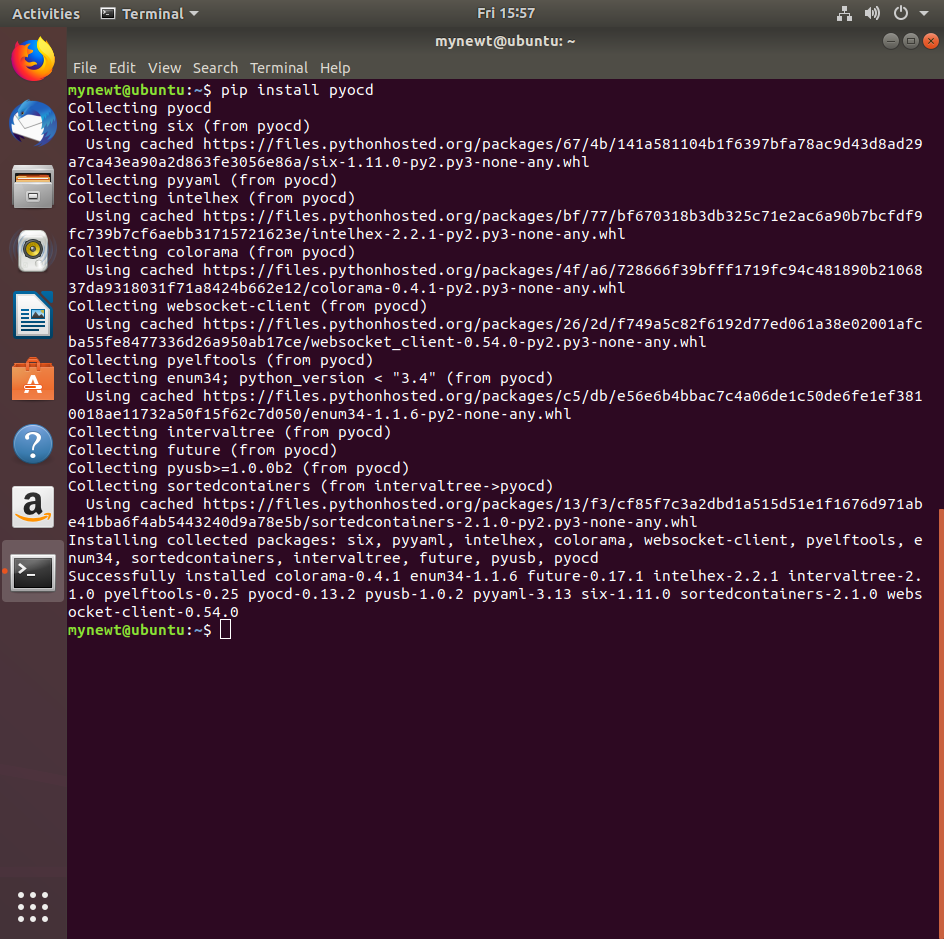 Activities Terminal Fri 15:57
mynewt@ubuntu: ~
File Edit View Search Terminal Help
mynewt@ubuntu:~$ pip install pyocd
Collecting pyocd
Collecting six (from pyocd)
  Using cached https://files.pythonhosted.org/packages/67/4b/141a581104b1f6397bfa78ac9d43d8ad29
a7ca43ea90a2d863fe3056e86a/six-1.11.0-py2.py3-none-any.whl
Collecting pyyaml (from pyocd)
Collecting intelhex (from pyocd)
  Using cached https://files.pythonhosted.org/packages/bf/77/bf670318b3db325c71e2ac6a90b7bcfdf9
fc739b7cf6aebb31715721623e/intelhex-2.2.1-py2.py3-none-any.whl
Collecting colorama (from pyocd)
  Using cached https://files.pythonhosted.org/packages/4f/a6/728666f39bfff1719fc94c481890b21068
37da9318031f71a8424b662e12/colorama-0.4.1-py2.py3-none-any.whl
Collecting websocket-client (from pyocd)
  Using cached https://files.pythonhosted.org/packages/26/2d/f749a5c82f6192d77ed061a38e02001afc
ba55fe8477336d26a950ab17ce/websocket_client-0.54.0-py2.py3-none-any.whl
Collecting pyelftools (from pyocd)
Collecting enum34; python_version < "3.4" (from pyocd)
  Using cached https://files.pythonhosted.org/packages/c5/db/e56e6b4bbac7c4a06de1c50de6fe1ef381
0018ae11732a50f15f62c7d050/enum34-1.1.6-py2-none-any.whl
Collecting intervaltree (from pyocd)
Collecting future (from pyocd)
Collecting pyusb>=1.0.0b2 (from pyocd)
Collecting sortedcontainers (from intervaltree->pyocd)
  Using cached https://files.pythonhosted.org/packages/13/f3/cf85f7c3a2dbd1a515d51e1f1676d971ab
e41bba6f4ab5443240d9a78e5b/sortedcontainers-2.1.0-py2.py3-none-any.whl
Installing collected packages: six, pyyaml, intelhex, colorama, websocket-client, pyelftools, e
num34, sortedcontainers, intervaltree, future, pyusb, pyocd
Successfully installed colorama-0.4.1 enum34-1.1.6 future-0.17.1 intelhex-2.2.1 intervaltree-2.
1.0 pyelftools-0.25 pyocd-0.13.2 pyusb-1.0.2 pyyaml-3.13 six-1.11.0 sortedcontainers-2.1.0 webs
ocket-client-0.54.0
mynewt@ubuntu:~$